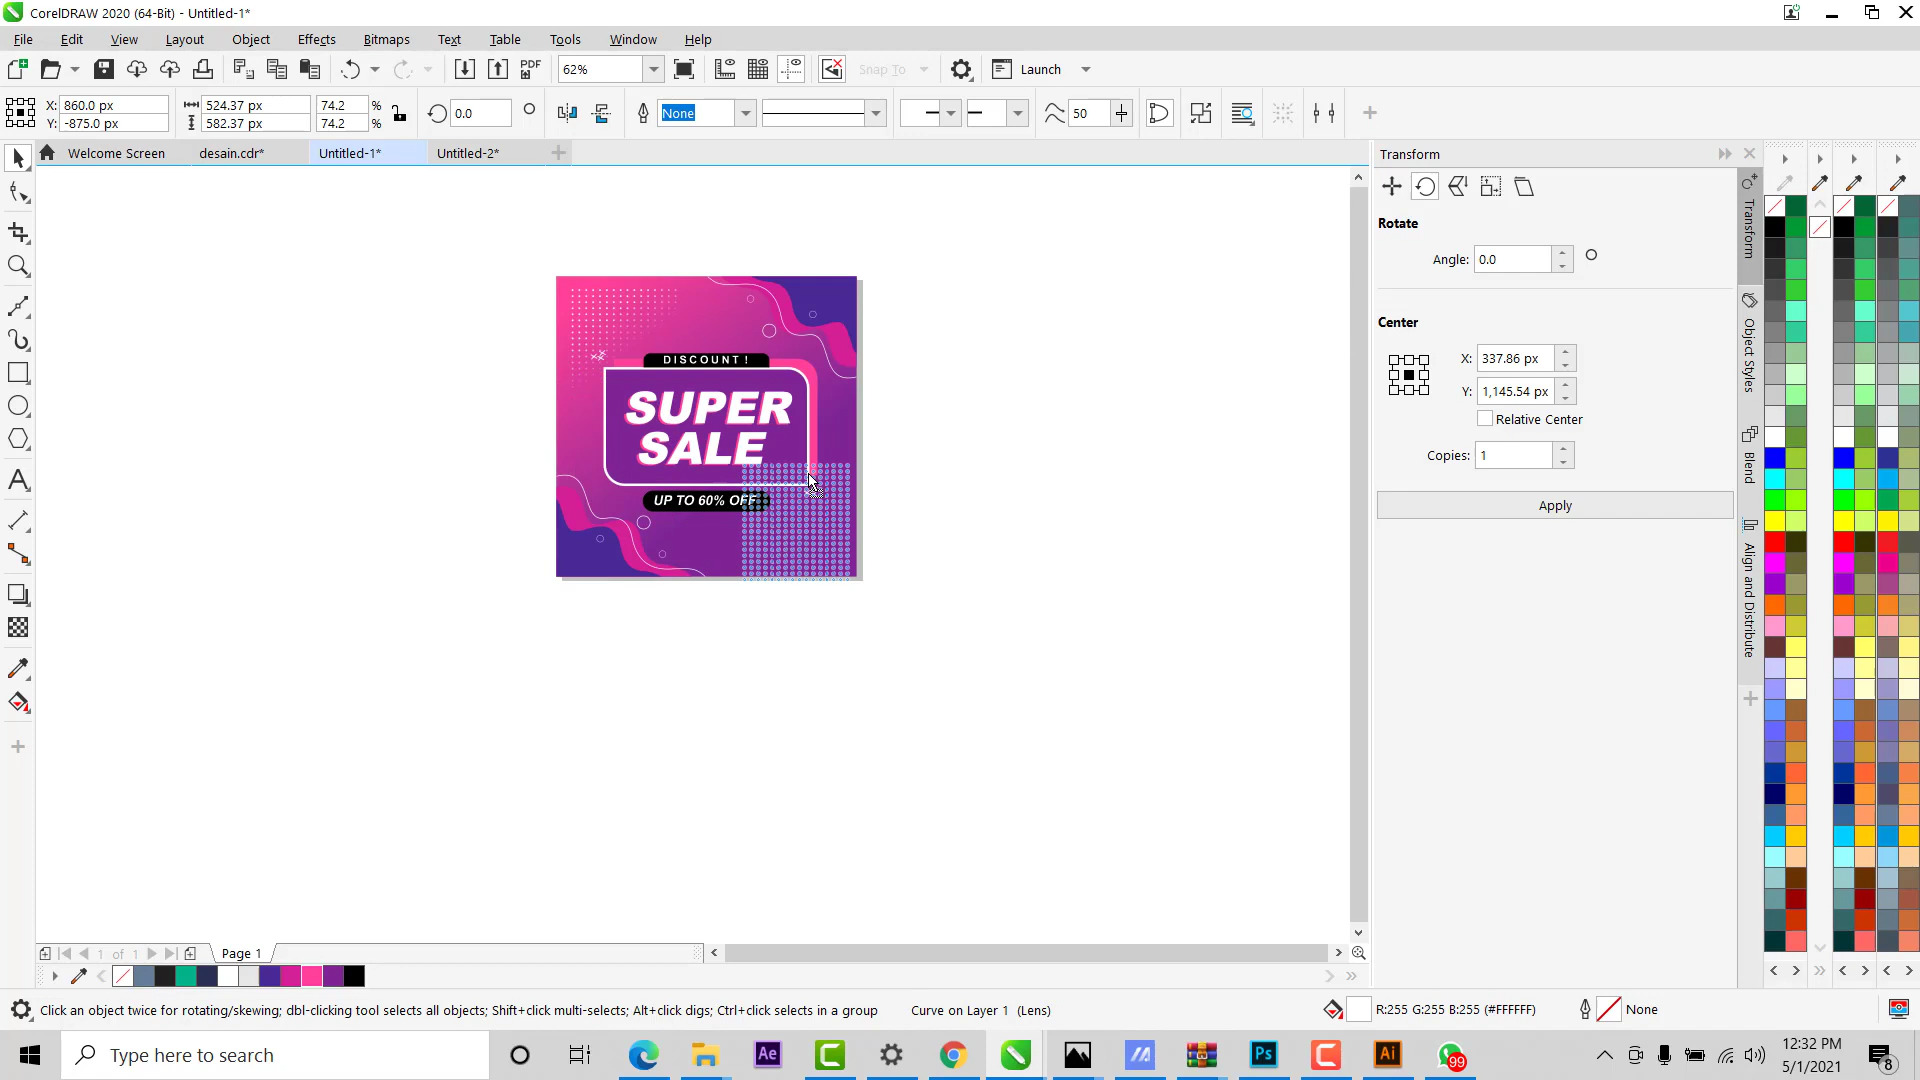 CorelDRAW 2020 (64-Bit) - Untitled-1*
File Edit View Layout Object Effects Bitmaps Text Table Tools Window Help
PDF 62% Snap To Launch
X: 860.0 px 524.37 px 74.2 % 0.0 None 50
Y: -875.0 px 582.37 px 74.2 %
Welcome Screen desain.cdr* Untitled-1* Untitled-2*
Transform
Rotate
Angle: 0.0
Center
X: 337.86 px
Y: 1,145.54 px
Relative Center
Copies: 1
Apply
Transform
Object Styles
Blend
Align and Distribute
DISCOUNT !
SUPER
SALE
UP TO 60% OFF
1 of 1 Page 1
Click an object twice for rotating/skewing; dbl-clicking tool selects all objects; Shift+click multi-selects; Alt+click digs; Ctrl+click selects in a group Curve on Layer 1 (Lens) R:255 G:255 B:255 (#FFFFFF) None
Type here to search Ae Ps Ai 99 12:32 PM
5/1/2021 8